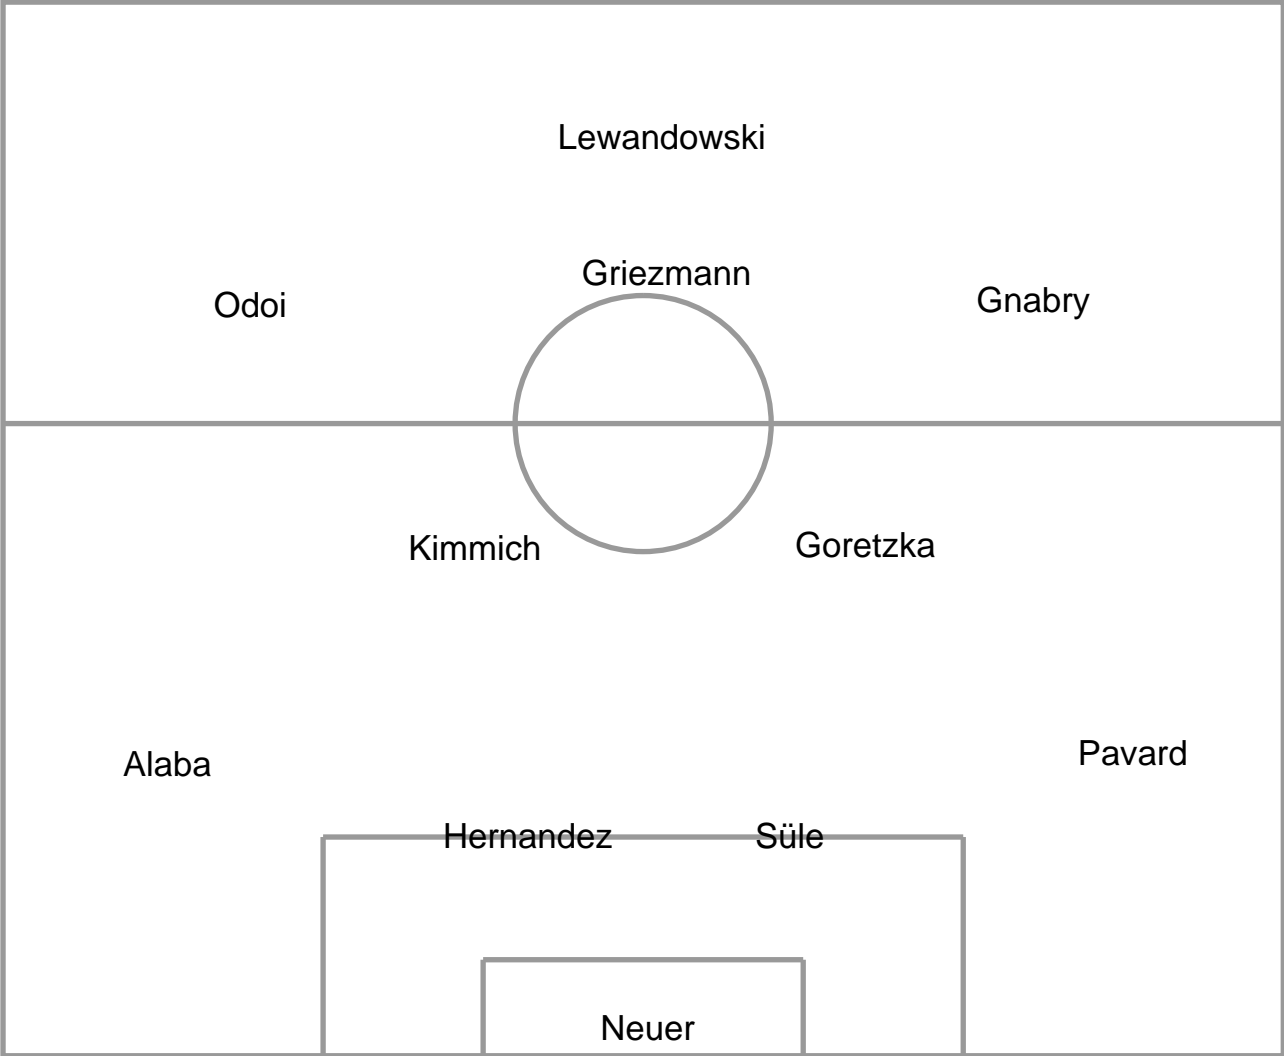 Lewandowski
Griezmann
Odoi
Gnabry
Kimmich
Goretzka
Alaba
Pavard
Hernandez
Süle
Neuer